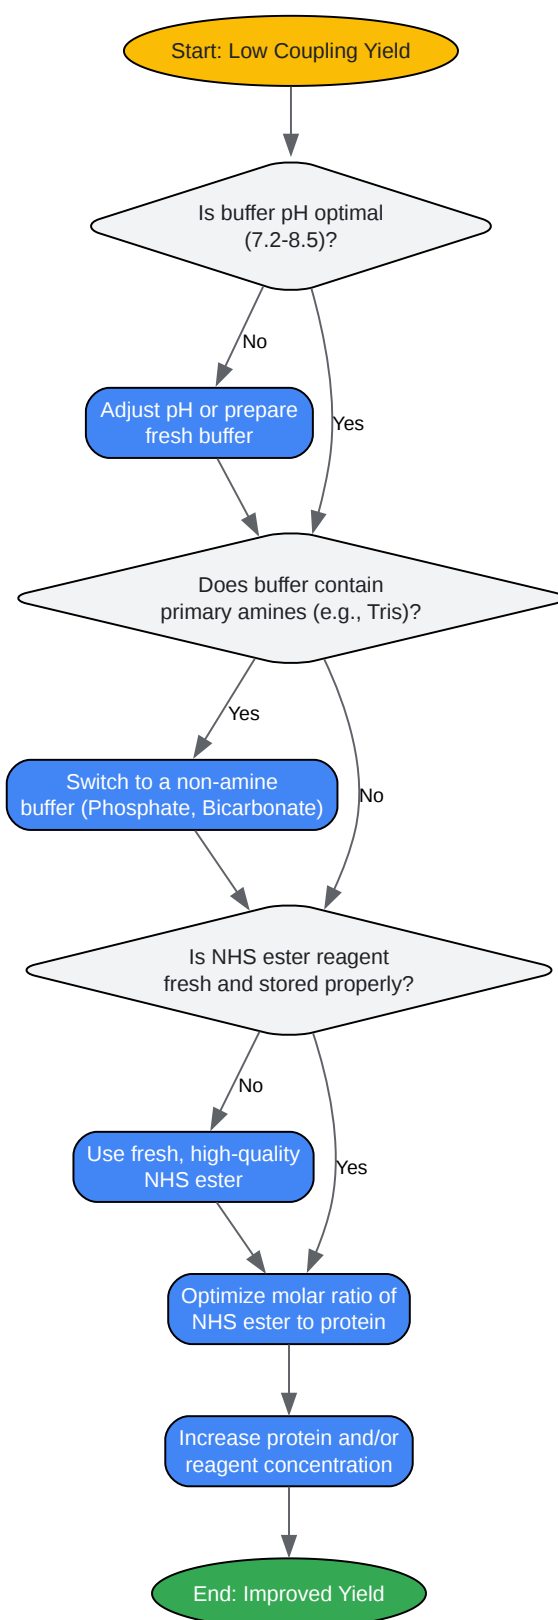 Start: Low Coupling Yield
Is buffer pH optimal
(7.2-8.5)?
No
Adjust pH or prepare
fresh buffer
Yes
Does buffer contain
primary amines (e.g., Tris)?
Yes
Switch to a non-amine
buffer (Phosphate, Bicarbonate)
No
Is NHS ester reagent
fresh and stored properly?
No
Use fresh, high-quality
NHS ester
Yes
Optimize molar ratio of
NHS ester to protein
Increase protein and/or
reagent concentration
End: Improved Yield